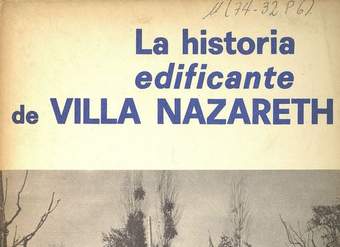 La historia
edificante
de VILLA NAZARETH